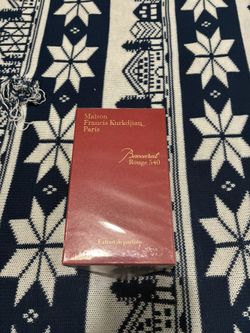 Maison
Francis Kurkdjian
Paris
Baccarat
Rouge 540
Extrait de parfum